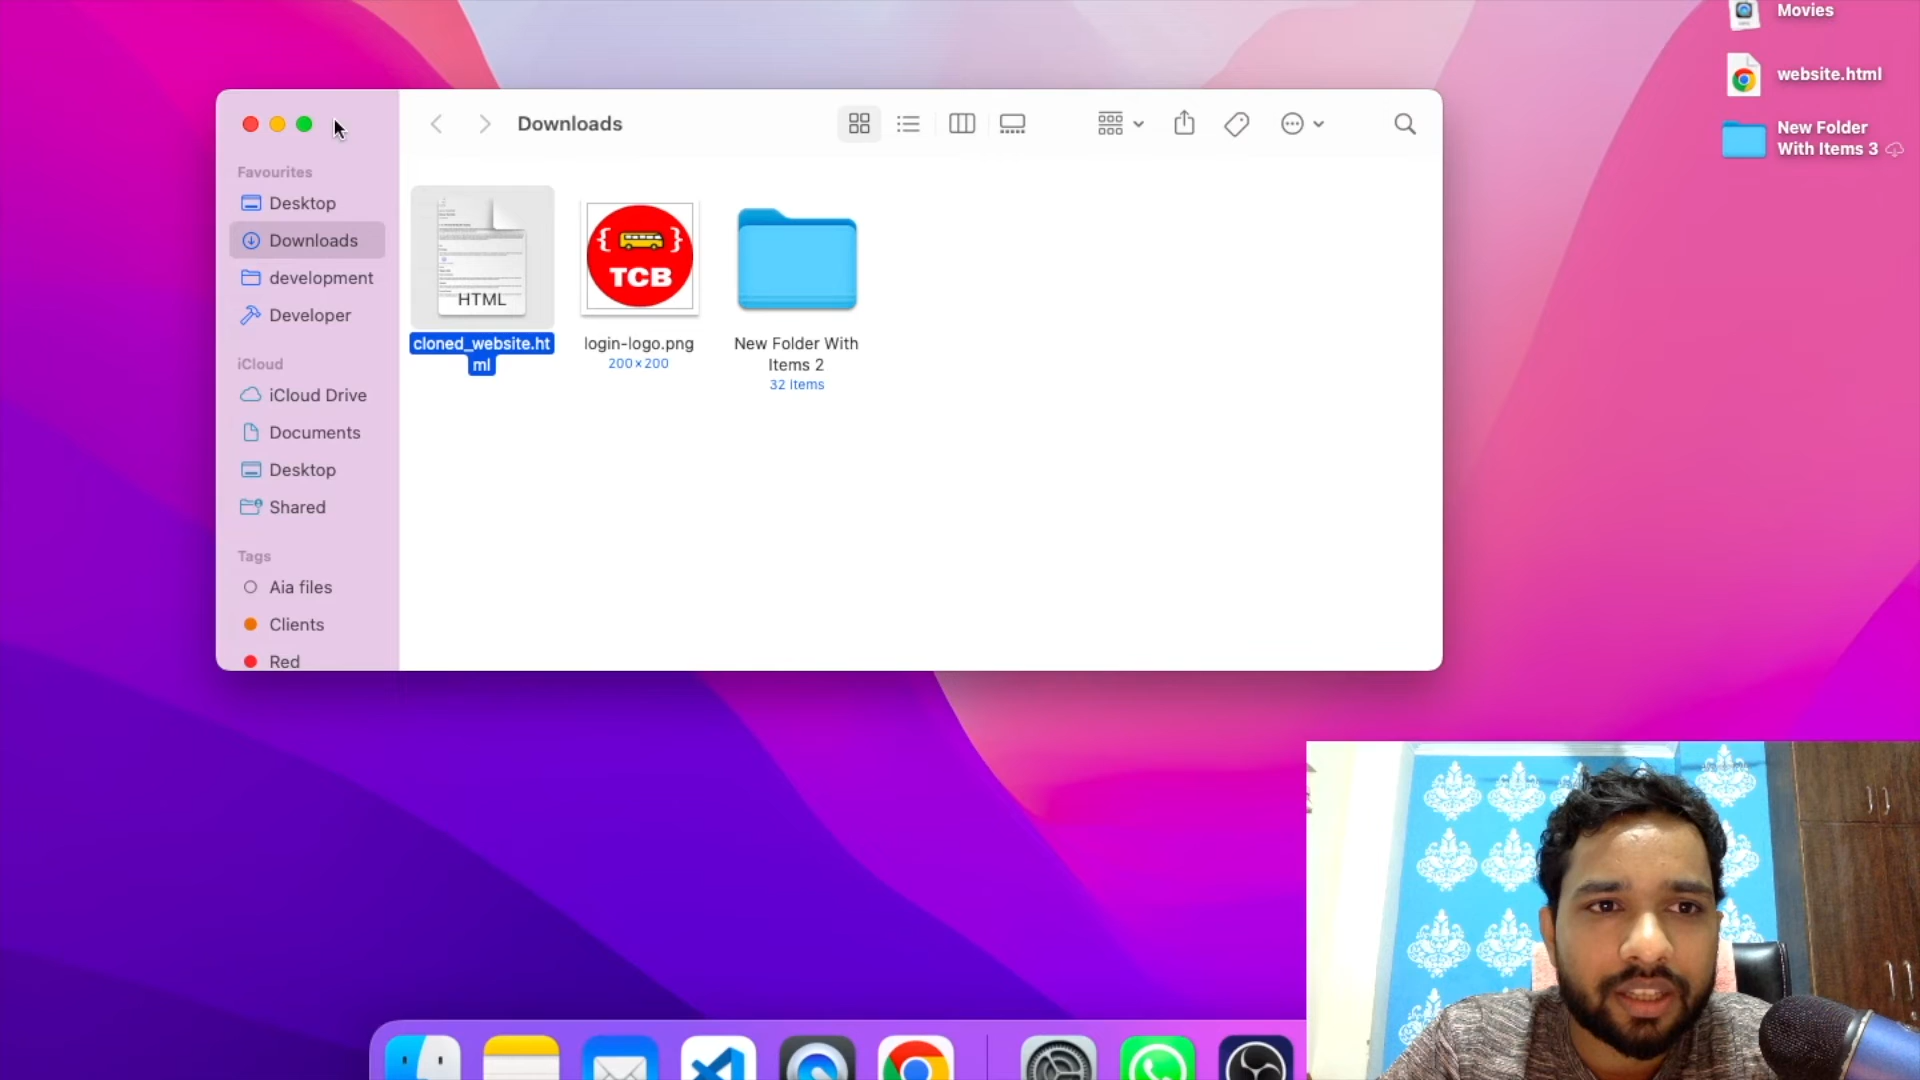 Movies
website.html
New Folder
With Items 3
Downloads
Favourites
Desktop
Downloads
development
Developer
iCloud
iCloud Drive
Documents
Desktop
Shared
Tags
Aia files
Clients
Red
HTML
cloned_website.ht
ml
{ }
TCB
login-logo.png
200×200
New Folder With
Items 2
32 items